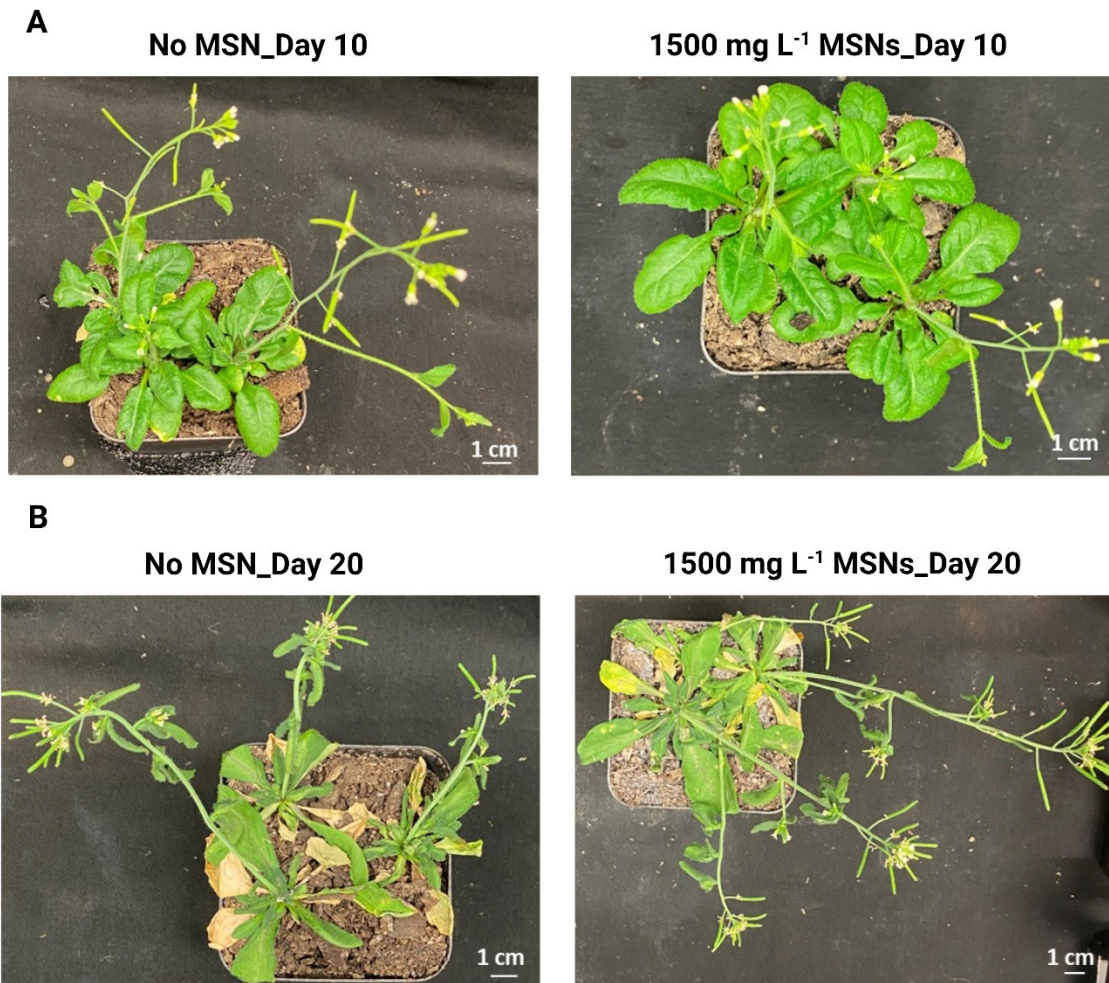 A
No MSN_Day 10
1500 mg L⁻¹ MSNs_Day 10
1 cm
1 cm
B
No MSN_Day 20
1500 mg L⁻¹ MSNs_Day 20
1 cm
1 cm